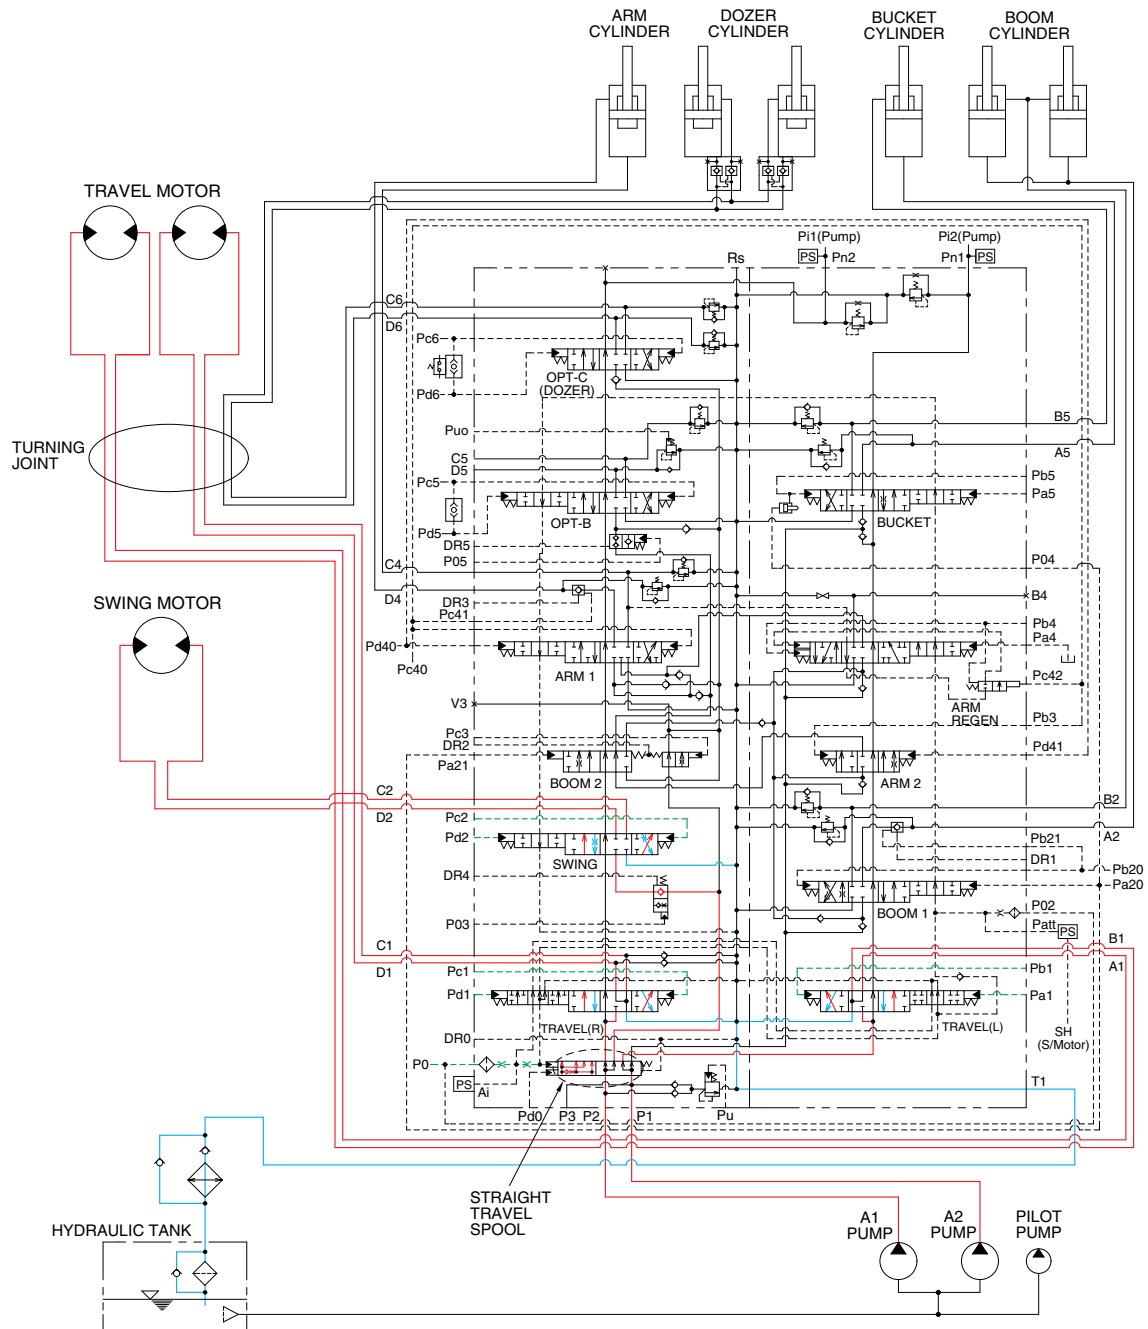 ARM
CYLINDER
DOZER
CYLINDER
BUCKET
CYLINDER
BOOM
CYLINDER
TRAVEL MOTOR
Pi1(Pump)
Pi2(Pump)
PS
Pn2
Rs
Pn1
PS
C6
D6
Pc6
OPT-C
(DOZER)
Pd6
TURNING
JOINT
Puo
C5
D5
Pc5
B5
A5
Pb5
Pa5
OPT-B
BUCKET
Pd5
DR5
P05
C4
P04
D4
DR3
Pc41
B4
SWING MOTOR
Pb4
Pa4
Pd40
Pc40
ARM 1
Pc42
ARM
REGEN
V3
Pb3
Pc3
DR2
Pd41
Pa21
BOOM 2
ARM 2
C2
D2
B2
Pc2
Pd2
A2
Pb21
SWING
DR1
DR4
Pb20
Pa20
BOOM 1
P03
P02
Patt
PS
C1
D1
B1
A1
Pc1
Pb1
Pd1
Pa1
TRAVEL(R)
TRAVEL(L)
DR0
SH
(S/Motor)
P0
PS
Ai
T1
Pd0
P3
P2
P1
Pu
STRAIGHT
TRAVEL
SPOOL
HYDRAULIC TANK
A1
PUMP
A2
PUMP
PILOT
PUMP